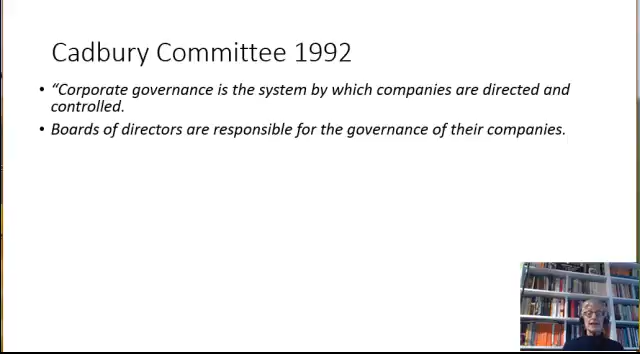 Cadbury Committee 1992
• “Corporate governance is the system by which companies are directed and
controlled.
• Boards of directors are responsible for the governance of their companies.